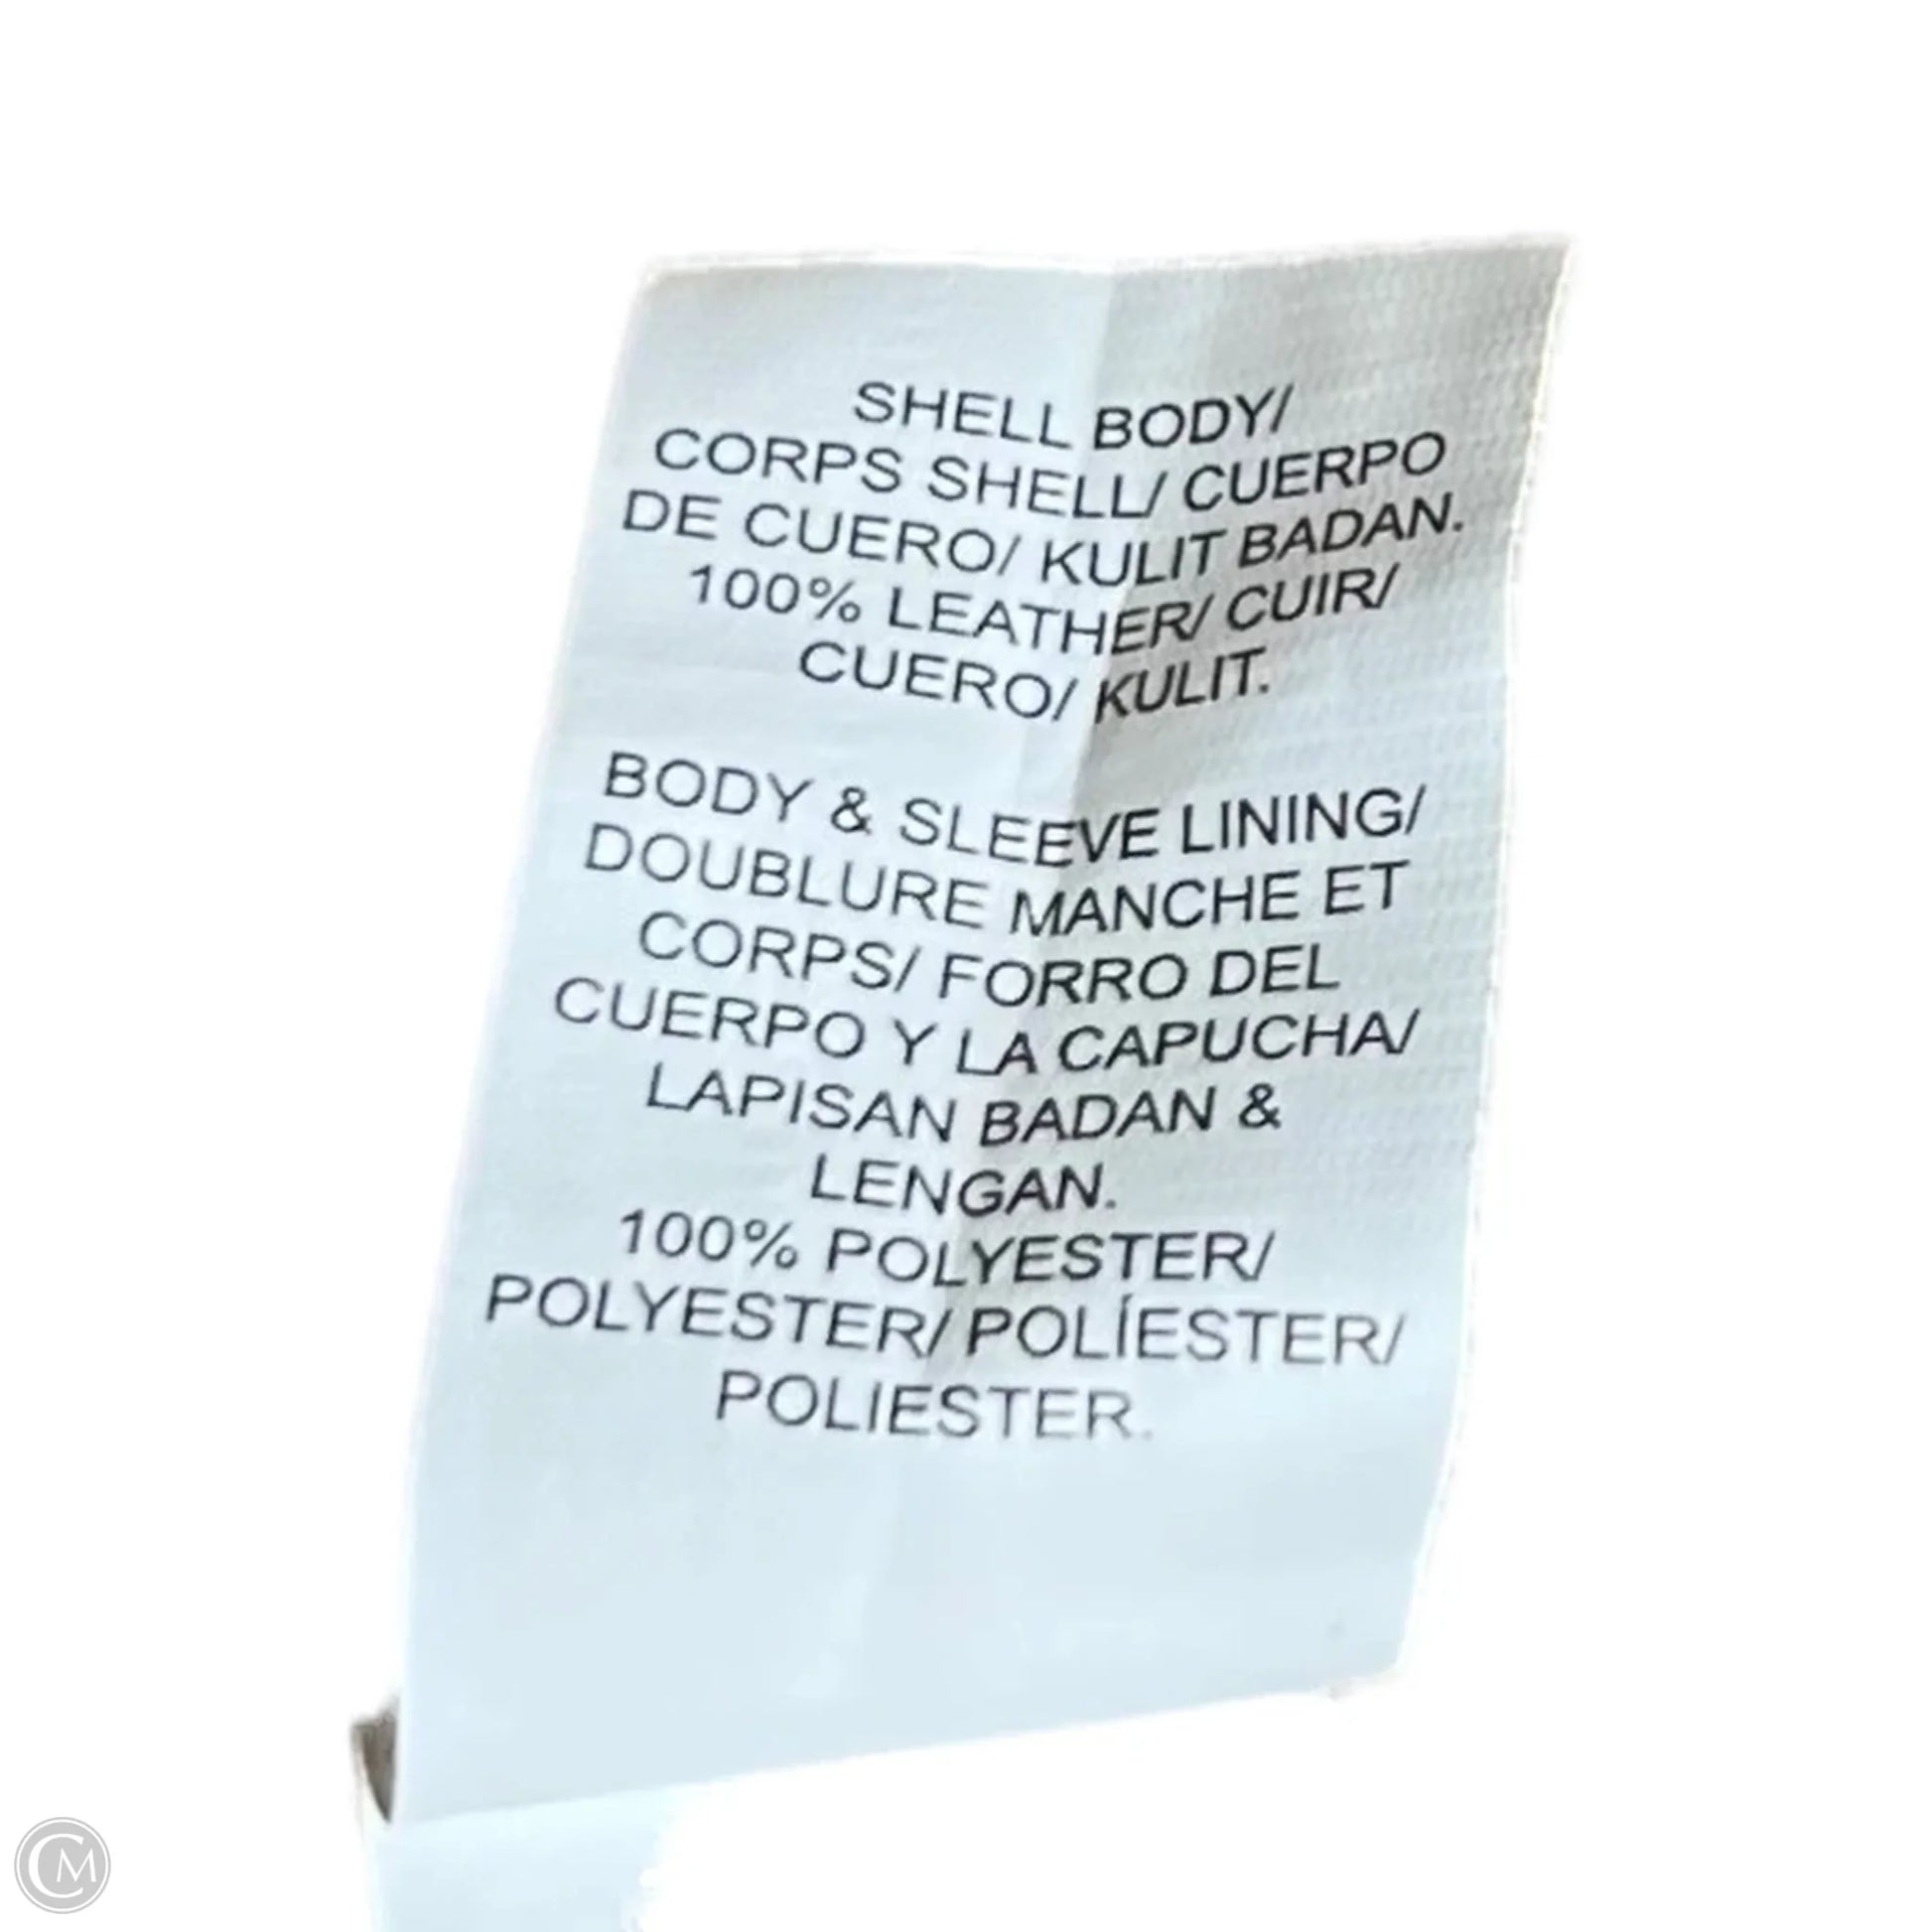 SHELL BODY/
CORPS SHELL/ CUERPO
DE CUERO/ KULIT BADAN.
100% LEATHER/ CUIR/
CUERO/ KULIT.
BODY & SLEEVE LINING/
DOUBLURE MANCHE ET
CORPS/ FORRO DEL
CUERPO Y LA CAPUCHA/
LAPISAN BADAN &
LENGAN.
100% POLYESTER/
POLYESTER/ POLÍESTER/
POLIESTER.
CM